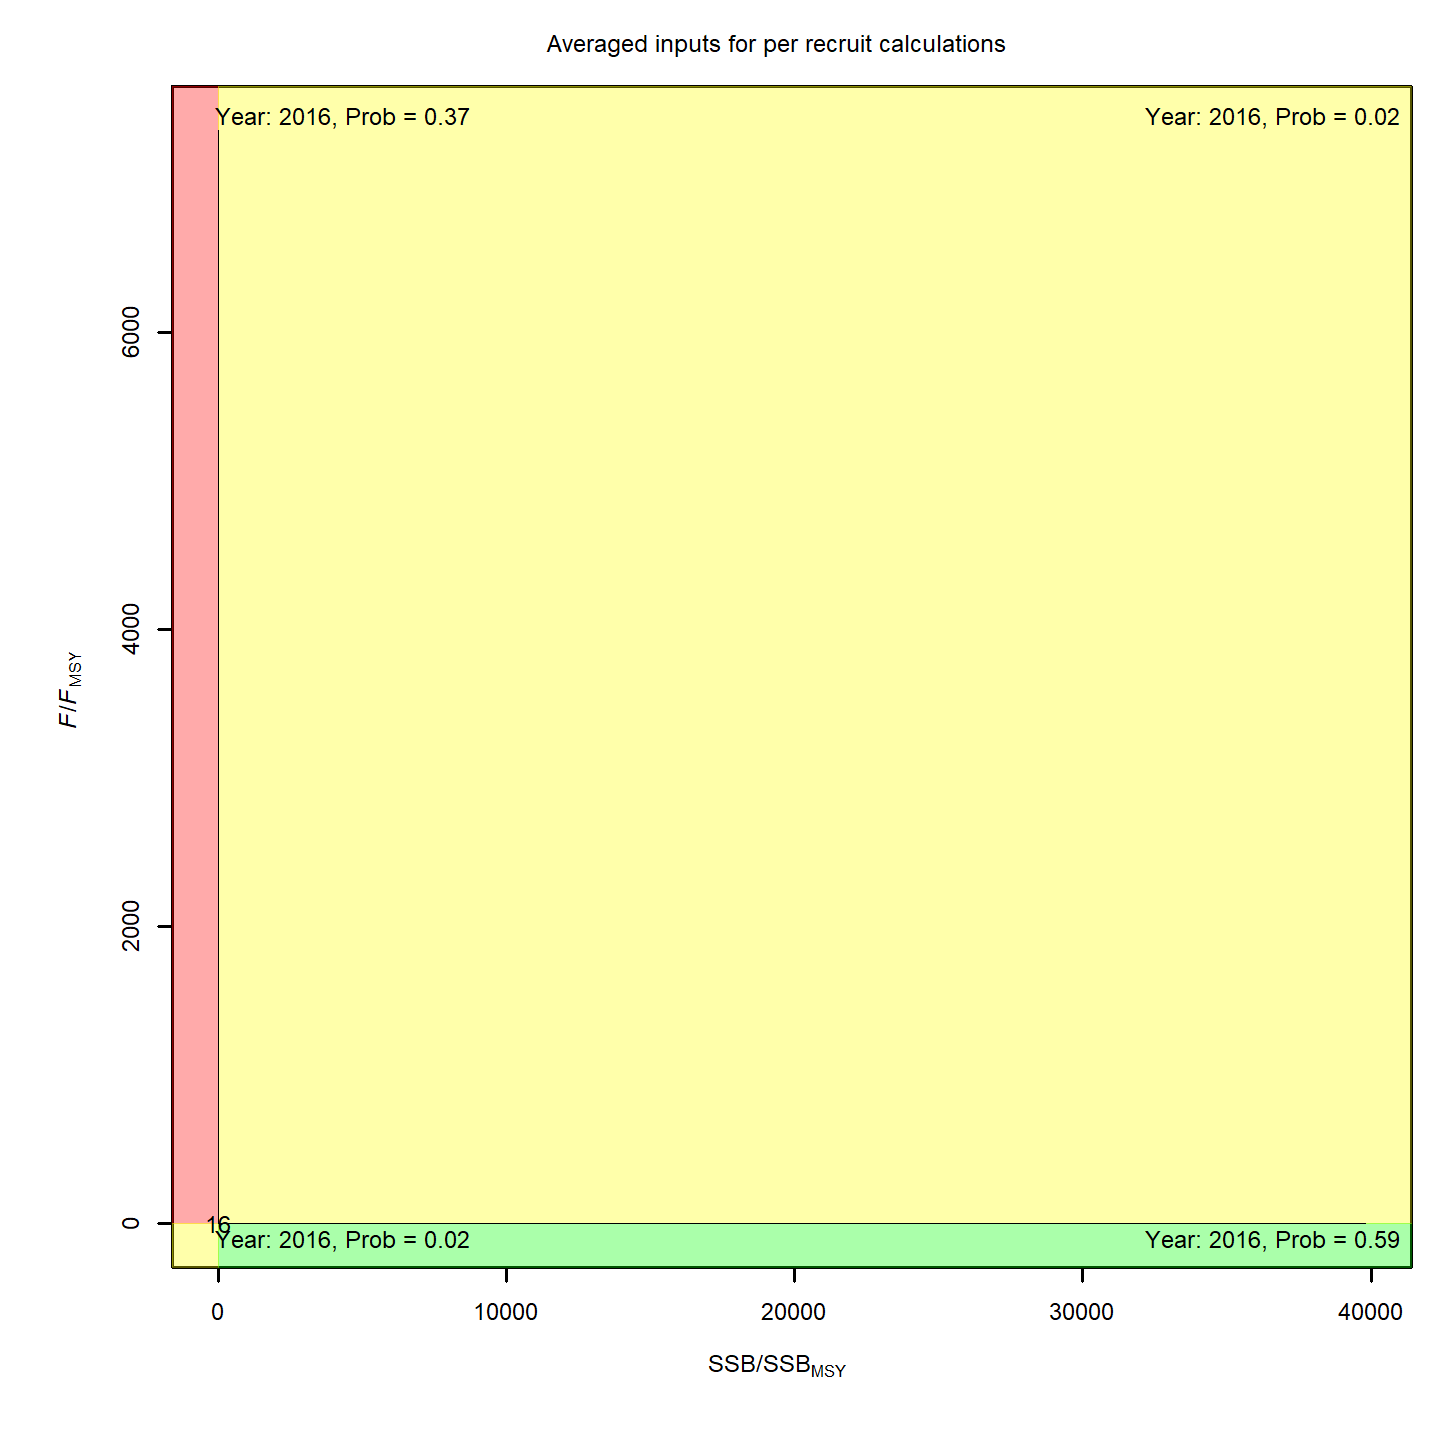 Averaged inputs for per recruit calculations
Year: 2016, Prob = 0.37
Year: 2016, Prob = 0.02
6000
4000
2000
0
F/FMSY
16
Year: 2016, Prob = 0.02
Year: 2016, Prob = 0.59
0
10000
20000
30000
40000
SSB/SSBMSY